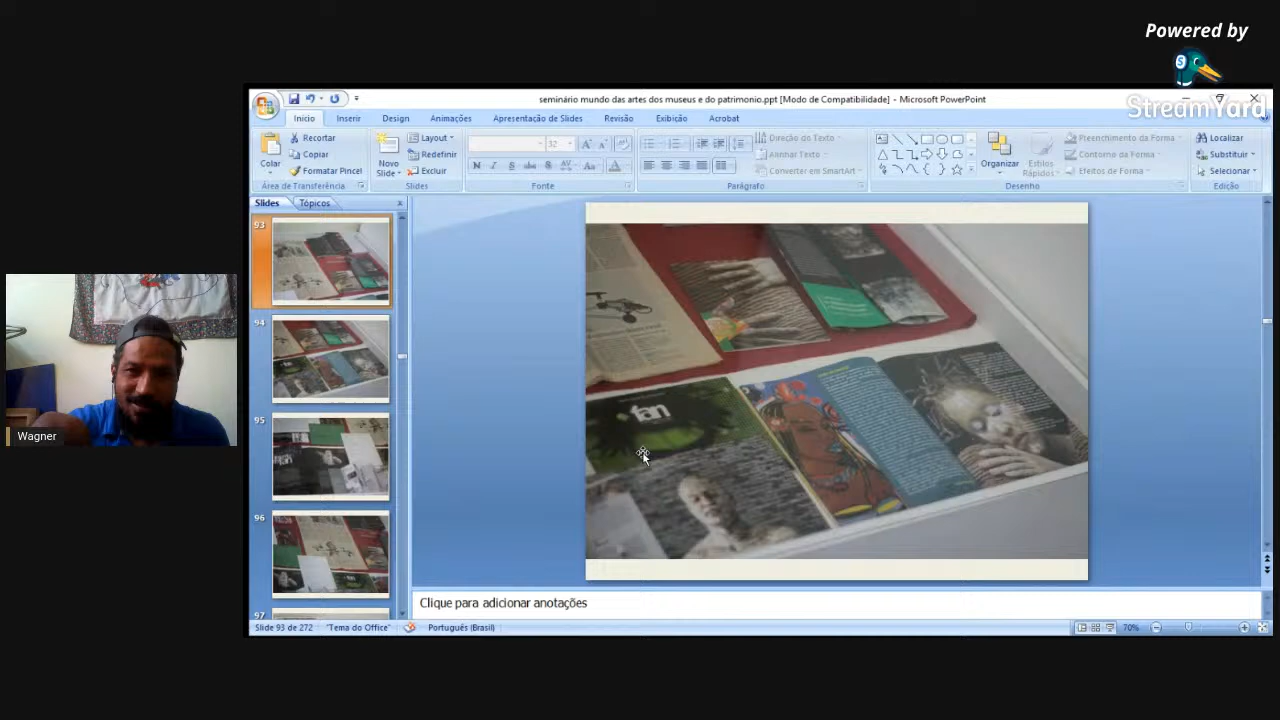 Powered by
StreamYard
seminário mundo das artes dos museus e do patrimonio.ppt [Modo de Compatibilidade] - Microsoft PowerPoint
Início
Inserir
Design
Animações
Apresentação de Slides
Revisão
Exibição
Acrobat
Colar
Recortar
Copiar
Formatar Pincel
Área de Transferência
Novo
Slide
Layout
Redefinir
Excluir
Slides
32
N I S abc S AV Aa A
Fonte
Direção do Texto
Alinhar Texto
Converter em SmartArt
Parágrafo
Organizar
Estilos
Rápidos
Preenchimento da Forma
Contorno da Forma
Efeitos de Forma
Desenho
Localizar
Substituir
Selecionar
Edição
Slides
Tópicos
93
94
95
96
97
fan
Wagner
Clique para adicionar anotações
Slide 93 de 272
"Tema do Office"
Português (Brasil)
70%